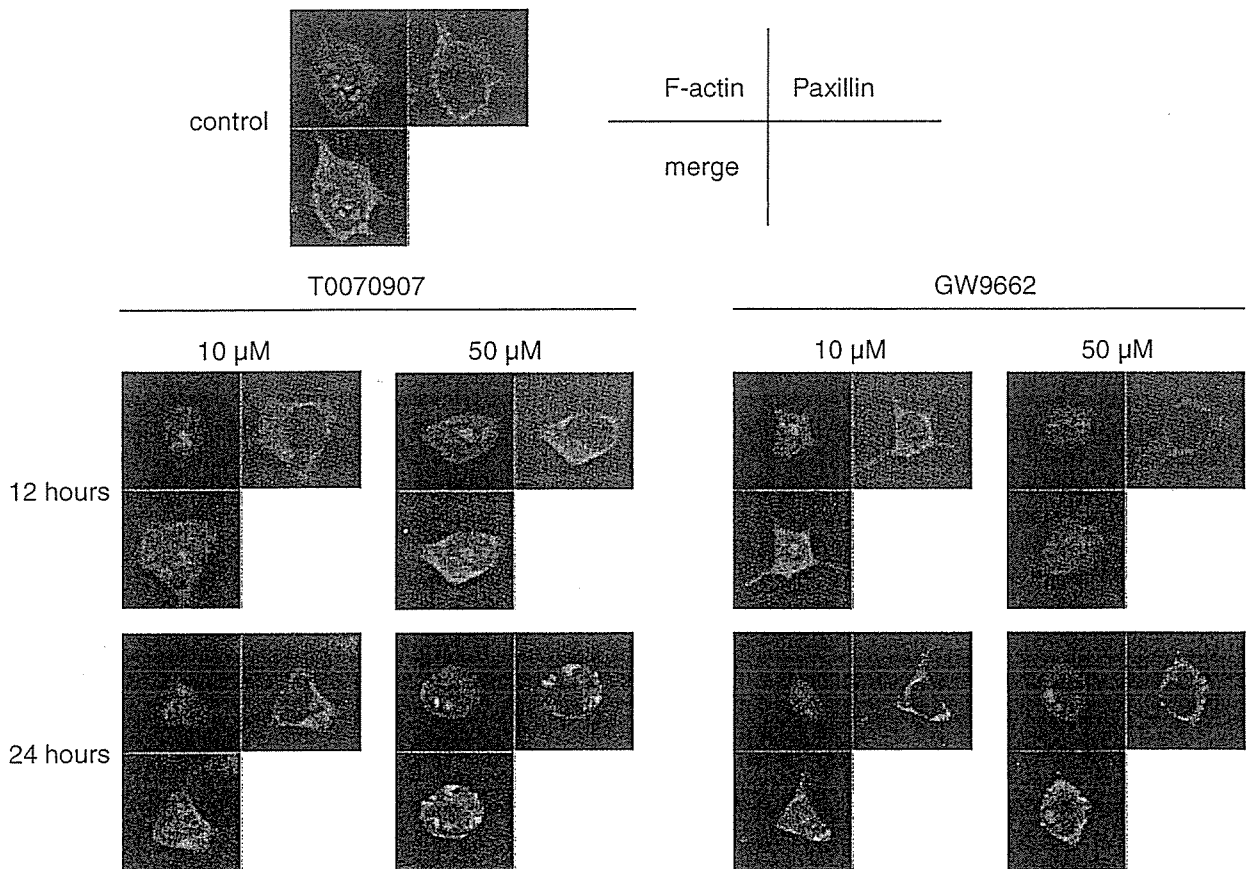 control
F-actin
Paxillin
merge
T0070907
GW9662
10 µM
50 µM
10 µM
50 µM
12 hours
24 hours